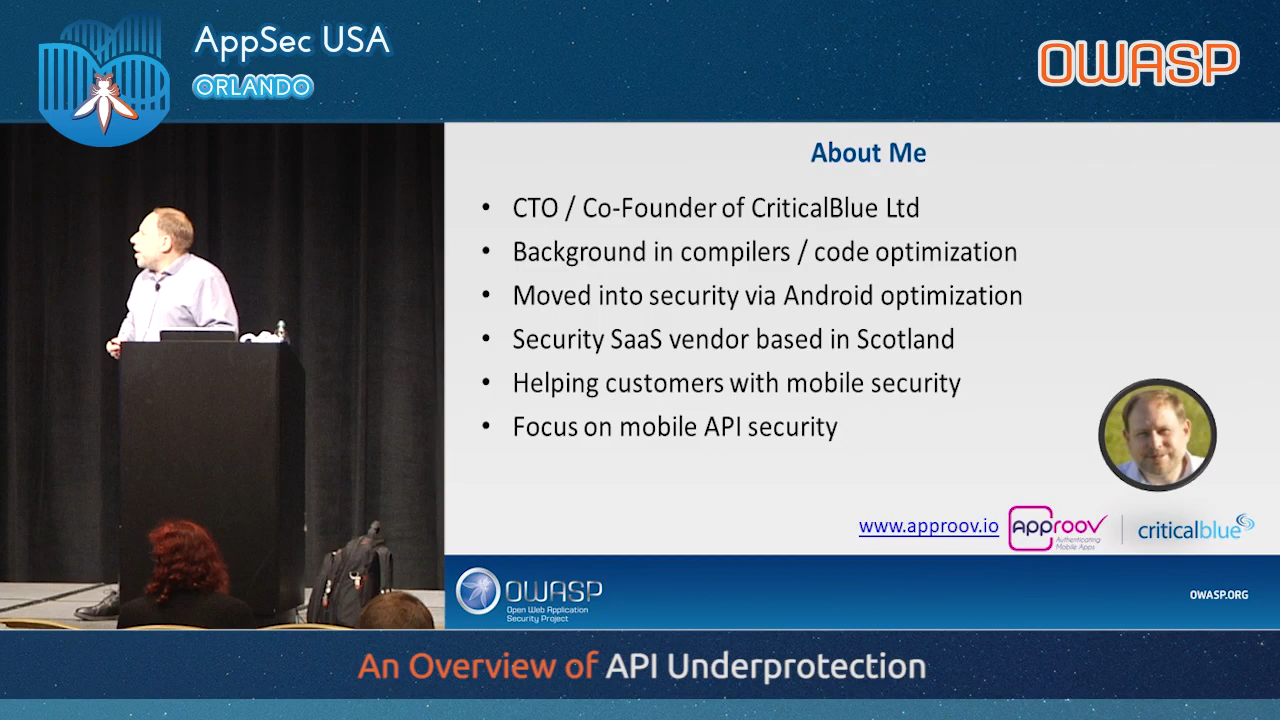 AppSec USA
ORLANDO
OWASP
About Me
• CTO / Co-Founder of CriticalBlue Ltd
• Background in compilers / code optimization
• Moved into security via Android optimization
• Security SaaS vendor based in Scotland
• Helping customers with mobile security
• Focus on mobile API security
www.approov.io
approov
Authenticating
Mobile Apps
criticalblue
OWASP
Open Web Application
Security Project
OWASP.ORG
An Overview of API Underprotection